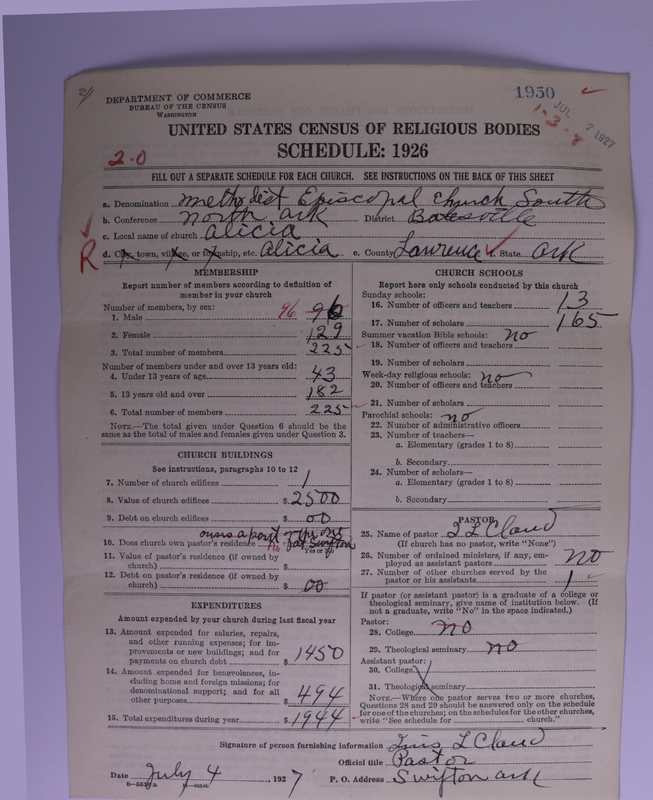 DEPARTMENT OF COMMERCE
BUREAU OF THE CENSUS
WASHINGTON
1950
JUL 7 1927
1-3-8
UNITED STATES CENSUS OF RELIGIOUS BODIES
SCHEDULE: 1926
2-0
FILL OUT A SEPARATE SCHEDULE FOR EACH CHURCH. SEE INSTRUCTIONS ON THE BACK OF THIS SHEET
a. Denomination Methodist Episcopal Church South
b. Conference North Ark District Batesville
c. Local name of church Alicia
R
d. City, town, village, or township, etc. Alicia e. County Lawrence f. State Ark
MEMBERSHIP
Report number of members according to definition of
member in your church
Number of members, by sex:
1. Male 96 96
2. Female 129
3. Total number of members 225
Number of members under and over 13 years old:
4. Under 13 years of age 43
5. 13 years old and over 182
6. Total number of members 225
NOTE.—The total given under Question 6 should be the
same as the total of males and females given under Question 3.
CHURCH BUILDINGS
See instructions, paragraphs 10 to 12
7. Number of church edifices 1
8. Value of church edifices $2500
9. Debt on church edifices $00
owns a part
10. Does church own pastor's residence? No at Swifton
Yes or No
11. Value of pastor's residence (if owned by
church) $
12. Debt on pastor's residence (if owned by
church) $00
EXPENDITURES
Amount expended by your church during last fiscal year
13. Amount expended for salaries, repairs,
and other running expenses; for im-
provements or new building; and for
payments on church debt $1450
14. Amount expended for benevolences, in-
cluding home and foreign missions; for
denominational support; and for all
other purposes $494
15. Total expenditures during year $1944
CHURCH SCHOOLS
Report here only schools conducted by this church
Sunday schools:
16. Number of officers and teachers 13
17. Number of scholars 165
Summer vacation Bible schools: no
18. Number of officers and teachers
19. Number of scholars
Week-day religious schools: no
20. Number of officers and teachers
21. Number of scholars
Parochial schools: no
22. Number of administrative officers
23. Number of teachers—
a. Elementary (grades 1 to 8)
b. Secondary
24. Number of scholars—
a. Elementary (grades 1 to 8)
b. Secondary
PASTOR
25. Name of pastor L L Claud
(If church has no pastor, write "None")
26. Number of ordained ministers, if any, em-
ployed as assistant pastors no
27. Number of other churches served by the
pastor or his assistants 1
If pastor (or assistant pastor) is a graduate of a college or
theological seminary, give name of institution below. (If
not a graduate, write "No" in the space indicated.)
Pastor:
28. College no
29. Theological seminary no
Assistant pastor:
30. College
31. Theological seminary
NOTE.—Where one pastor serves two or more churches,
Questions 28 and 29 should be answered only on the schedule
for one of the churches; on the schedules for the other churches,
write "See schedule for church."
Signature of person furnishing information L Claud
Official title Pastor
Date July 4, 1927 P. O. Address Swifton Ark